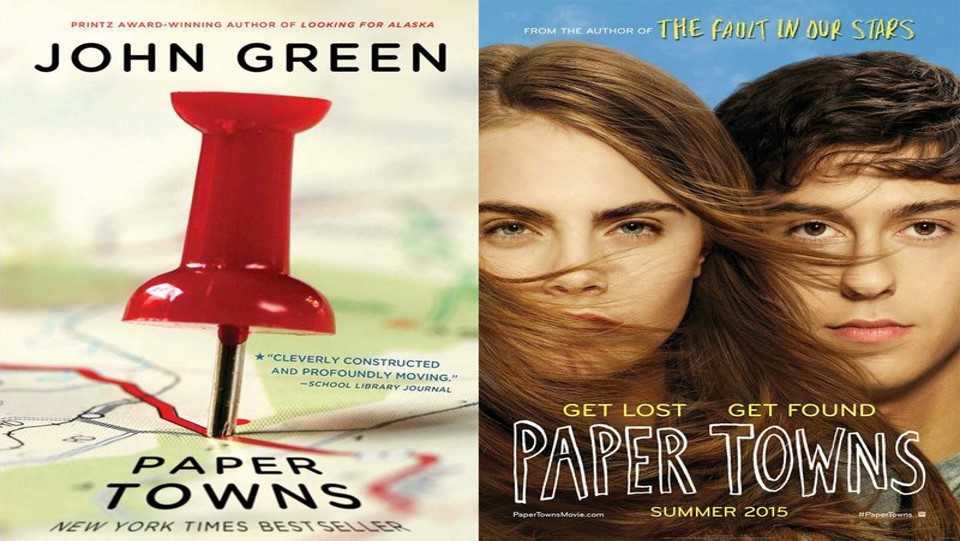 PRINTZ AWARD-WINNING AUTHOR OF LOOKING FOR ALASKA
JOHN GREEN
★"CLEVERLY CONSTRUCTED
AND PROFOUNDLY MOVING."
—SCHOOL LIBRARY JOURNAL
PAPER
TOWNS
NEW YORK TIMES BESTSELLER
FROM THE AUTHOR OF THE FAULT IN OUR STARS
GET LOST GET FOUND
PAPER TOWNS
SUMMER 2015
PaperTownsMovie.com
#PaperTowns